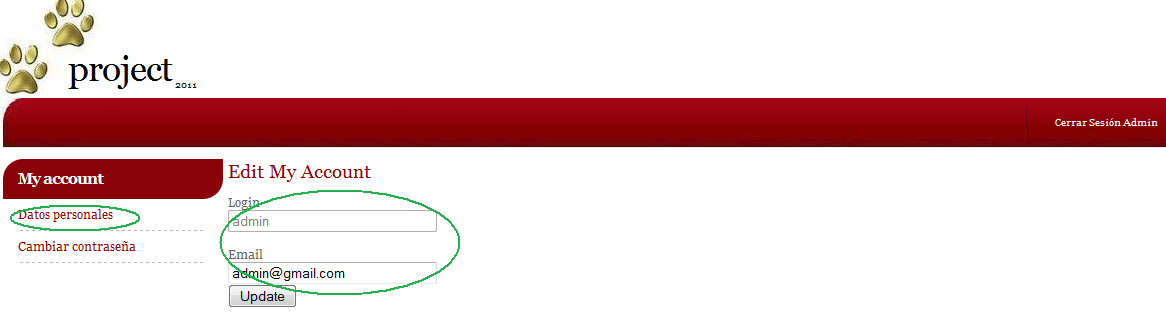 project 2011
Cerrar Sesión Admin
My account
Datos personales
Cambiar contraseña
Edit My Account
Login
admin
Email
admin@gmail.com
Update